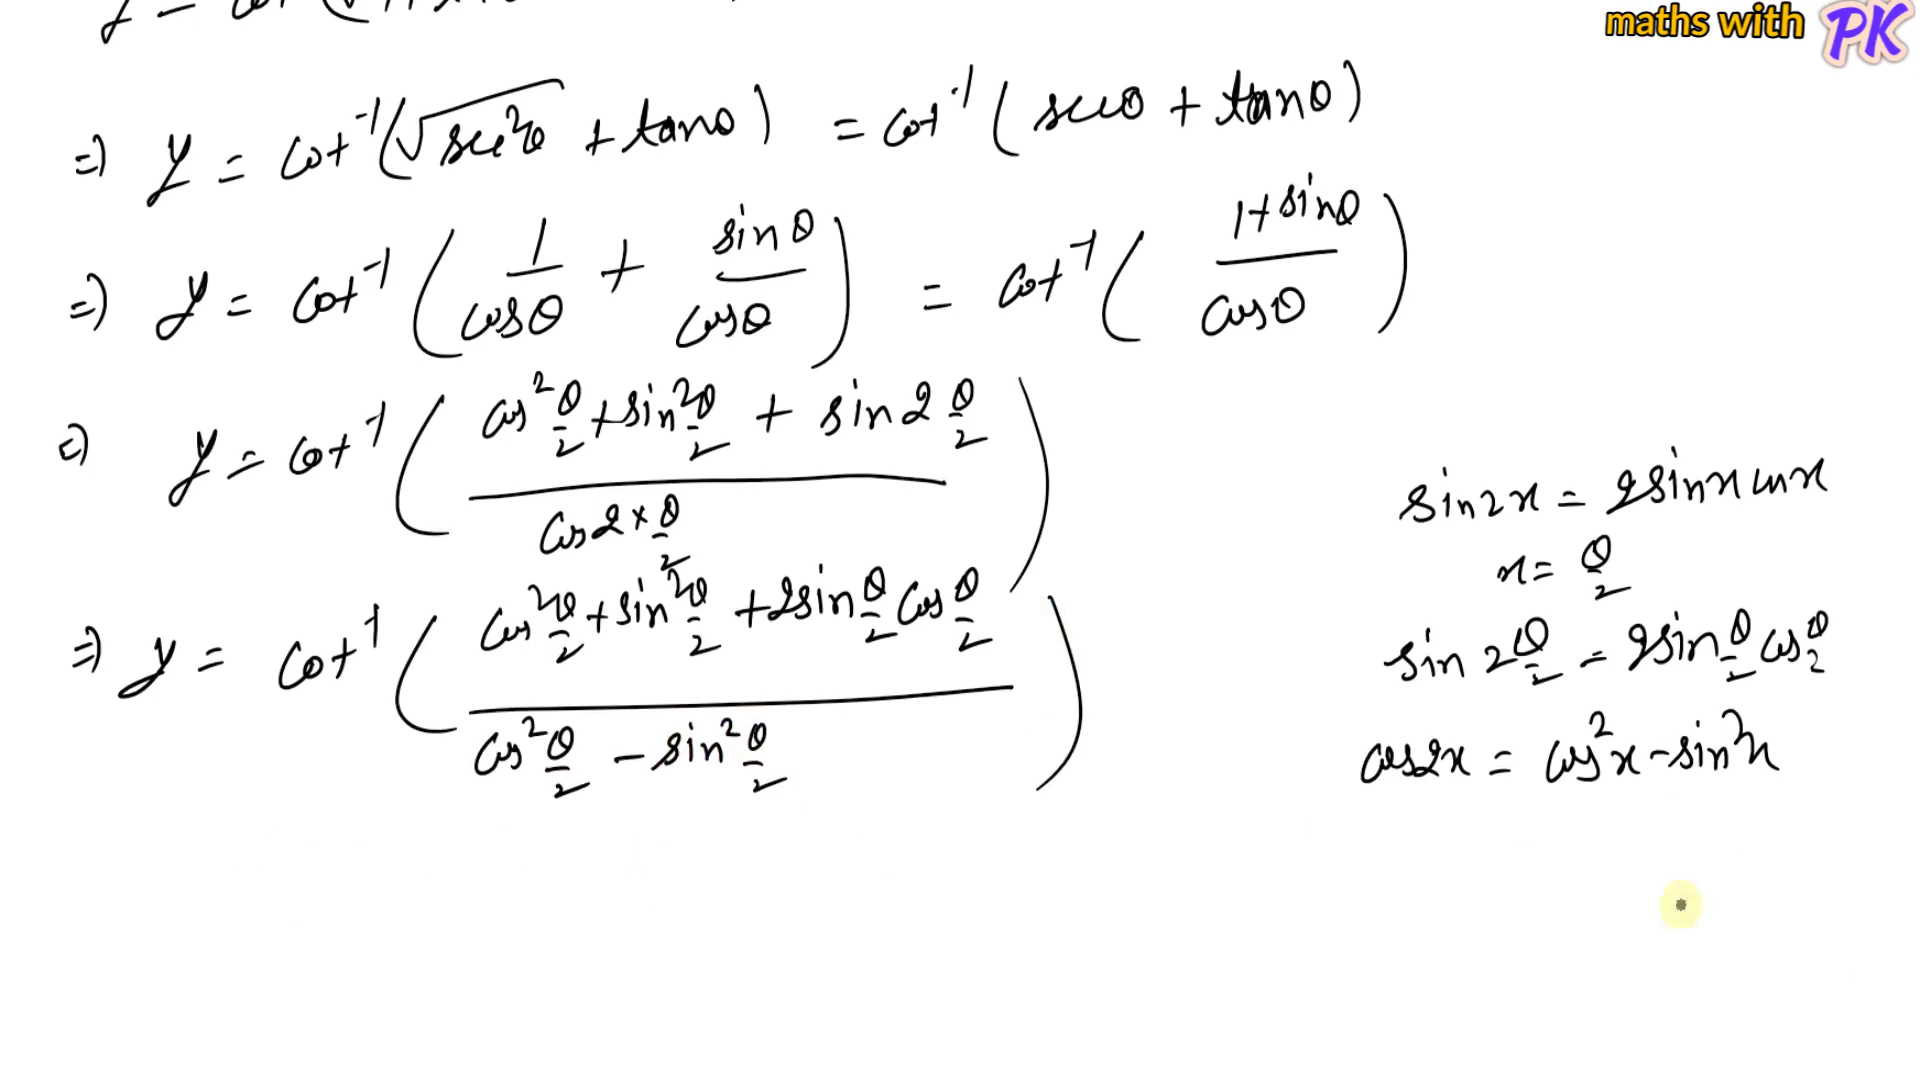 maths with PK
⇒ y = cot⁻¹(√sec²θ + tanθ) = cot⁻¹(secθ + tanθ)
⇒ y = cot⁻¹(1/cosθ + sinθ/cosθ) = cot⁻¹((1+sinθ)/cosθ)
⇒ y = cot⁻¹((cos²θ/2 + sin²θ/2 + sin2 θ/2)/(cos2×θ/2))
sin2x = 2sinx cosx
x = θ/2
⇒ y = cot⁻¹((cos²θ/2 + sin²θ/2 + 2sinθ/2 cosθ/2)/(cos²θ/2 − sin²θ/2))
sin 2θ/2 = 2sinθ/2 cosθ/2
cos2x = cos²x − sin²x